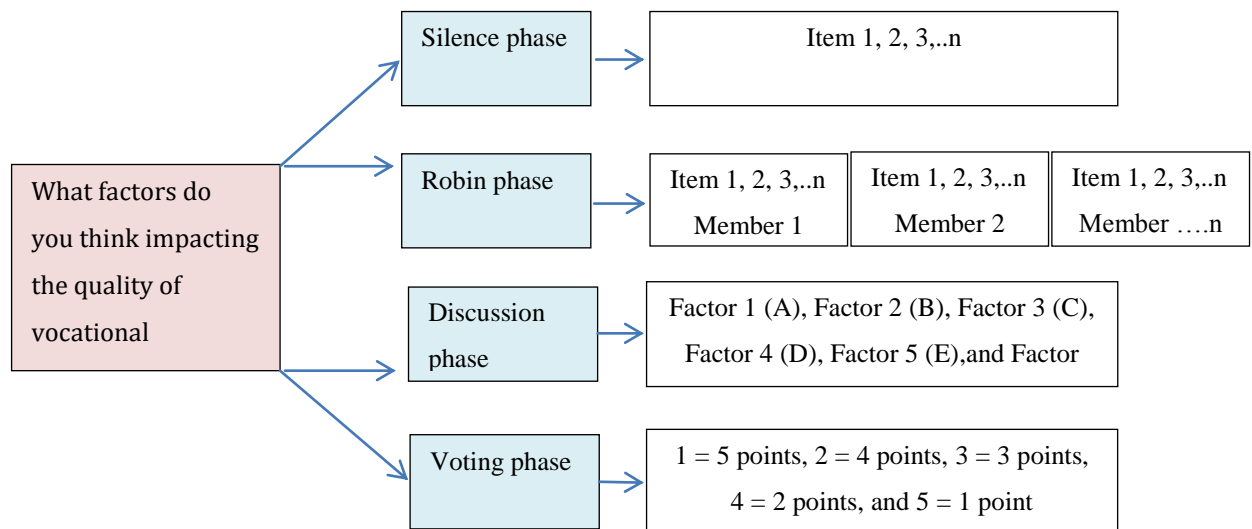 What factors do
you think impacting
the quality of
vocational
Silence phase
Item 1, 2, 3,..n
Robin phase
Item 1, 2, 3,..n
Member 1
Item 1, 2, 3,..n
Member 2
Item 1, 2, 3,..n
Member ….n
Discussion
phase
Factor 1 (A), Factor 2 (B), Factor 3 (C),
Factor 4 (D), Factor 5 (E),and Factor
Voting phase
1 = 5 points, 2 = 4 points, 3 = 3 points,
4 = 2 points, and 5 = 1 point